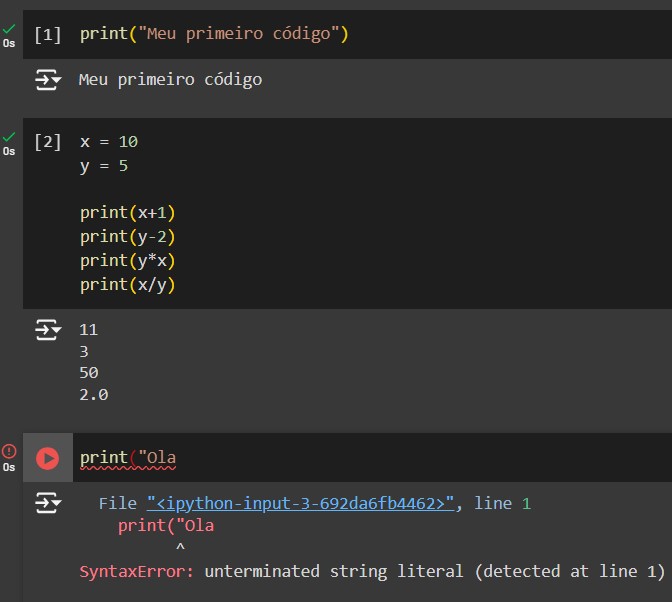 [1] print("Meu primeiro código")
0s
Meu primeiro código
[2] x = 10
0s
y = 5
print(x+1)
print(y-2)
print(y*x)
print(x/y)
11
3
50
2.0
print("Ola
0s
File "<ipython-input-3-692da6fb4462>", line 1
print("Ola
^
SyntaxError: unterminated string literal (detected at line 1)